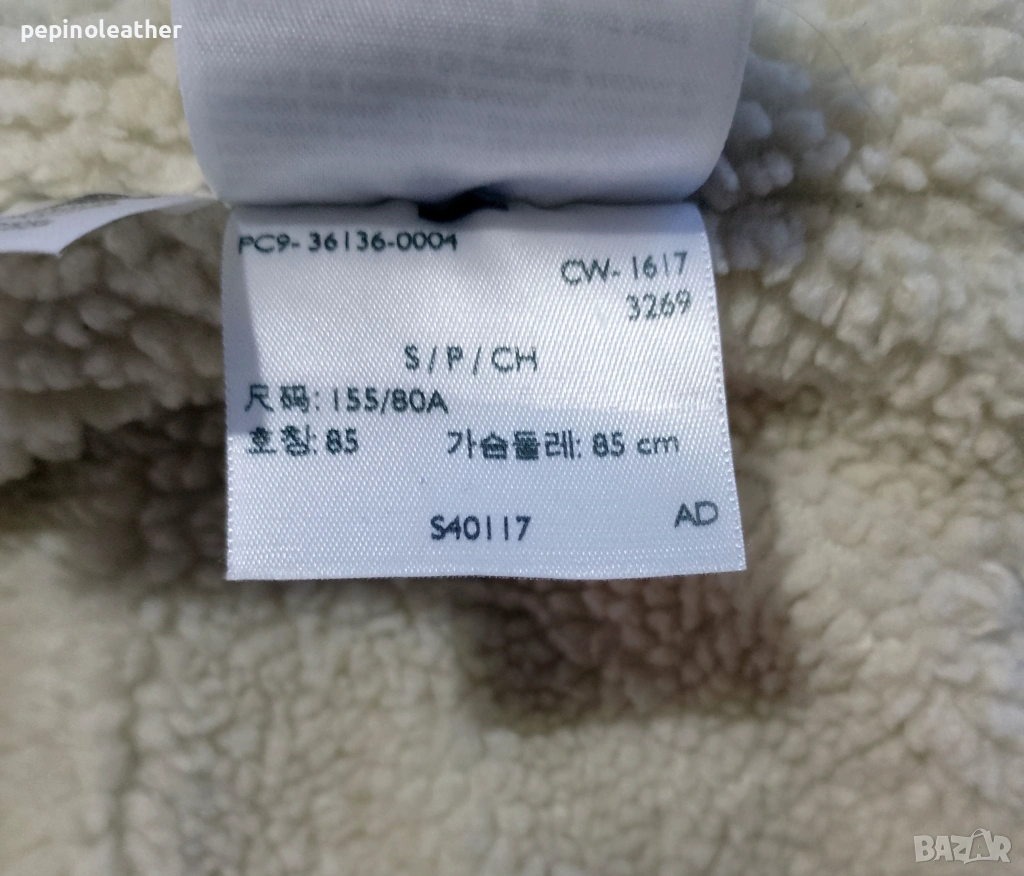 pepinoleather
PC9- 36136-0004
CW- 1617
3269
S / P / CH
尺码: 155/80A
호칭: 85 가슴둘레: 85 cm
S40117
AD
BAZAR